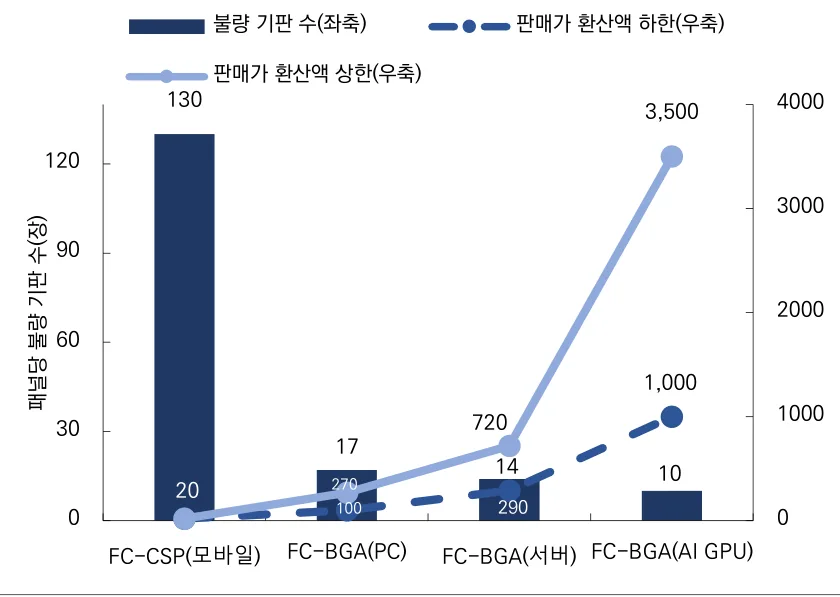 불량 기판 수(좌축)
판매가 환산액 하한(우축)
판매가 환산액 상한(우축)
패널당 불량 기판 수(장)
120
90
60
30
0
4000
3000
2000
1000
0
130
17
14
10
20
270
100
720
290
3,500
1,000
FC-CSP(모바일)
FC-BGA(PC)
FC-BGA(서버)
FC-BGA(AI GPU)